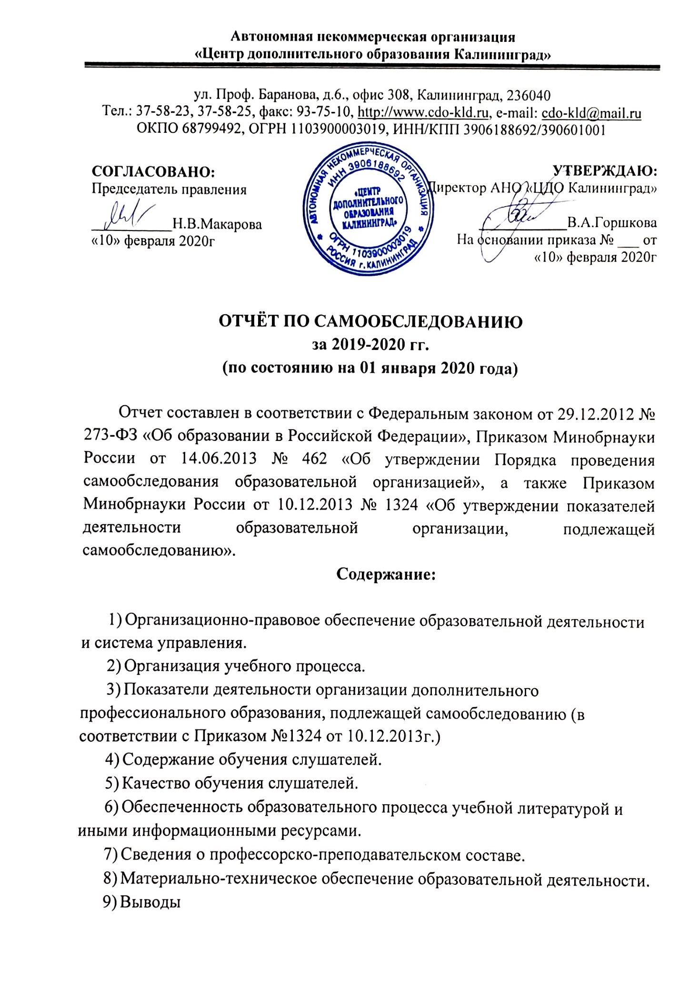 Автономная некоммерческая организация
«Центр дополнительного образования Калининград»
ул. Проф. Баранова, д.6., офис 308, Калининград, 236040
Тел.: 37-58-23, 37-58-25, факс: 93-75-10, http://www.cdo-kld.ru, e-mail: cdo-kld@mail.ru
ОКПО 68799492, ОГРН 1103900003019, ИНН/КПП 3906188692/390601001
СОГЛАСОВАНО:
Председатель правления
____________Н.В.Макарова
«10» февраля 2020г
АВТОНОМНАЯ НЕКОММЕРЧЕСКАЯ ОРГАНИЗАЦИЯ
ИНН 3906188692
«ЦЕНТР
ДОПОЛНИТЕЛЬНОГО
ОБРАЗОВАНИЯ
КАЛИНИНГРАД»
ОГРН 1103900003019
РОССИЯ г.КАЛИНИНГРАД
УТВЕРЖДАЮ:
Директор АНО «ЦДО Калининград»
_____________В.А.Горшкова
На основании приказа № ___ от
«10» февраля 2020г
ОТЧЁТ ПО САМООБСЛЕДОВАНИЮ
за 2019-2020 гг.
(по состоянию на 01 января 2020 года)
Отчет составлен в соответствии с Федеральным законом от 29.12.2012 №
273-ФЗ «Об образовании в Российской Федерации», Приказом Минобрнауки
России от 14.06.2013 № 462 «Об утверждении Порядка проведения
самообследования образовательной организацией», а также Приказом
Минобрнауки России от 10.12.2013 № 1324 «Об утверждении показателей
деятельности образовательной организации, подлежащей
самообследованию».
Содержание:
1) Организационно-правовое обеспечение образовательной деятельности
и система управления.
2) Организация учебного процесса.
3) Показатели деятельности организации дополнительного
профессионального образования, подлежащей самообследованию (в
соответствии с Приказом №1324 от 10.12.2013г.)
4) Содержание обучения слушателей.
5) Качество обучения слушателей.
6) Обеспеченность образовательного процесса учебной литературой и
иными информационными ресурсами.
7) Сведения о профессорско-преподавательском составе.
8) Материально-техническое обеспечение образовательной деятельности.
9) Выводы